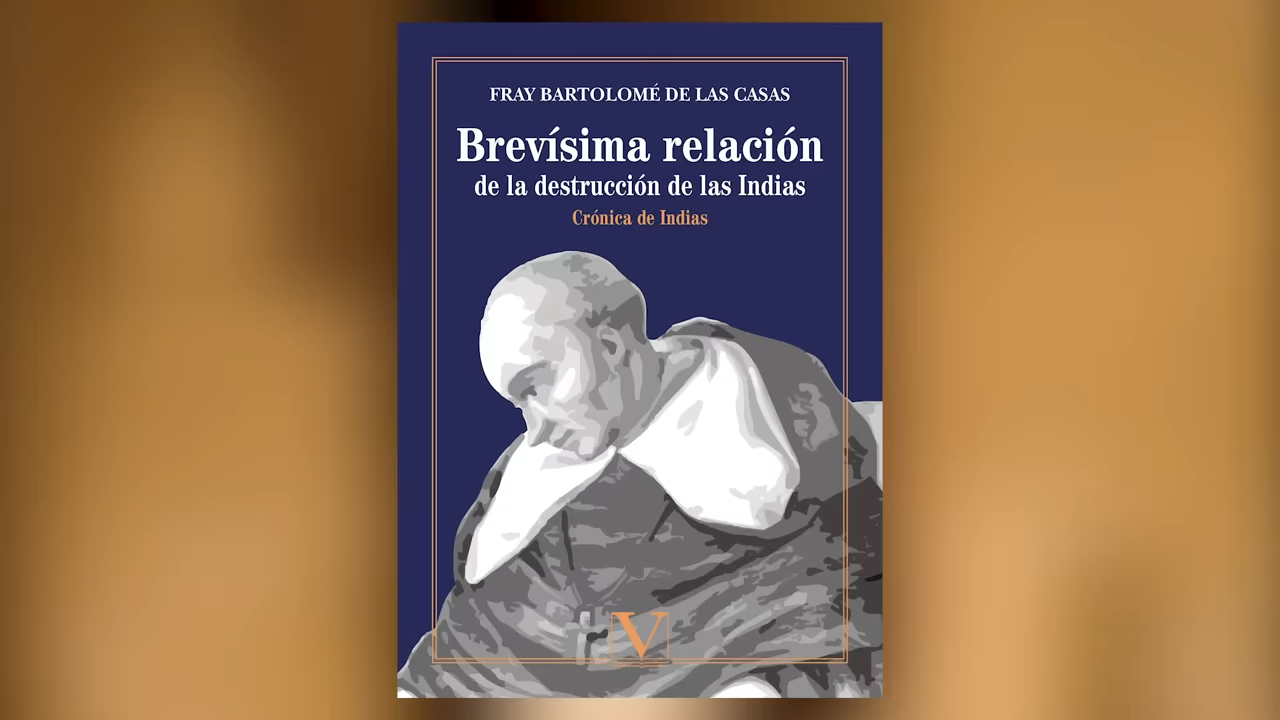 FRAY BARTOLOMÉ DE LAS CASAS
Brevísima relación
de la destrucción de las Indias
Crónica de Indias
V